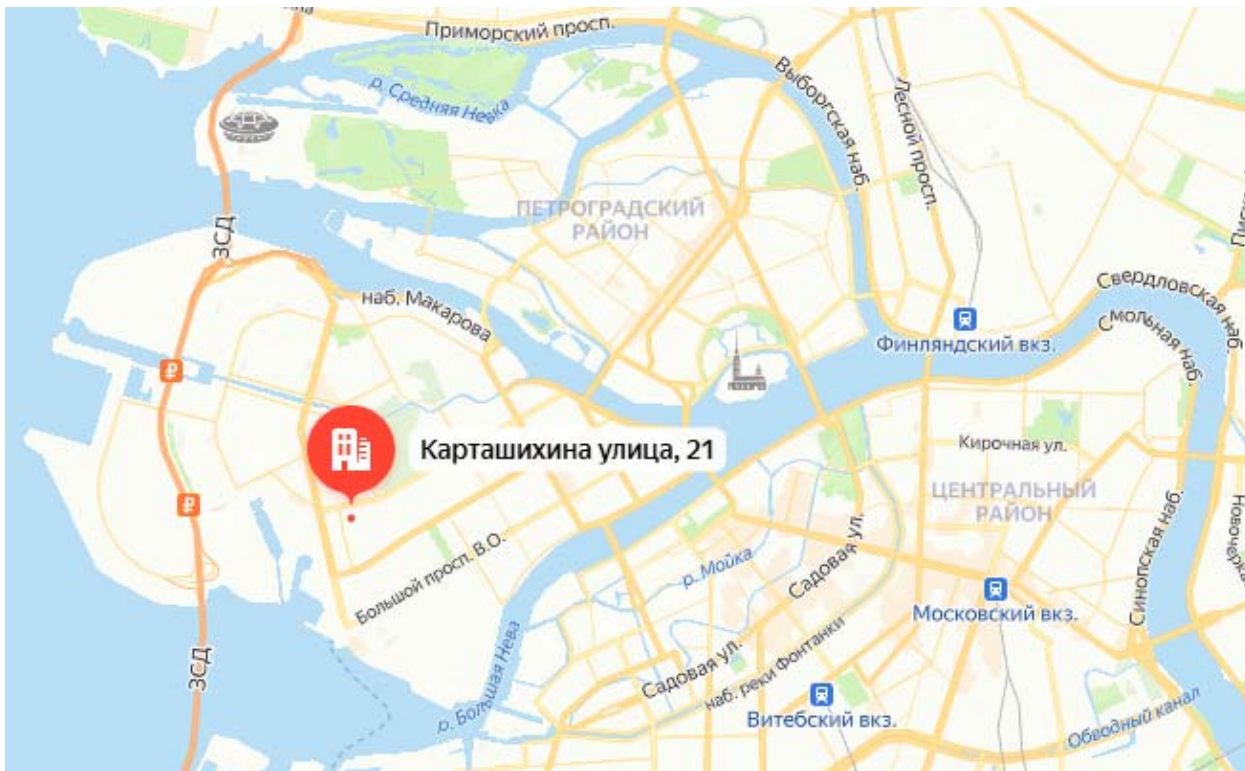 Приморский просп.
р. Средняя Невка
Выборгская наб.
Лесной просп.
ПЕТРОГРАДСКИЙ
РАЙОН
ЗСД
наб. Макарова
Свердловская наб.
Смольная наб.
Финляндский вкз.
₽
Карташихина улица, 21
Кирочная ул.
ЦЕНТРАЛЬНЫЙ
РАЙОН
₽
Большой просп. В.О.
р. Мойка
Садовая ул.
Синопская наб.
Московский вкз.
ЗСД
р. Большая Нева
Садовая ул.
наб. реки Фонтанки
Витебский вкз.
Обводный канал